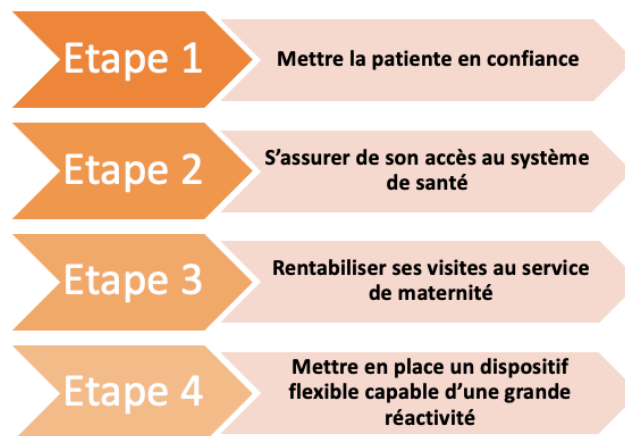 Etape 1
Mettre la patiente en confiance
Etape 2
S’assurer de son accès au système
de santé
Etape 3
Rentabiliser ses visites au service
de maternité
Etape 4
Mettre en place un dispositif
flexible capable d’une grande
réactivité